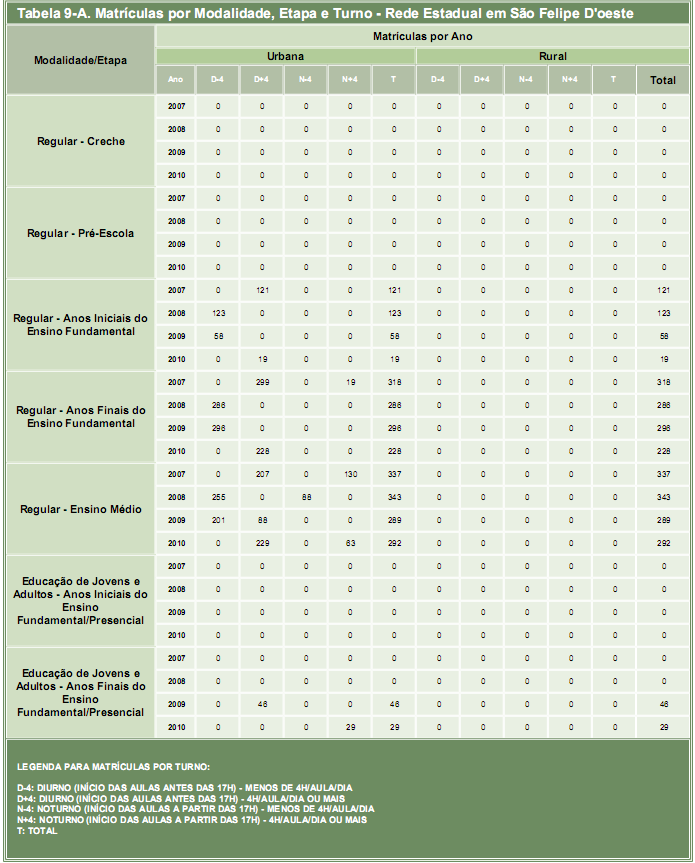 Tabela 9-A. Matrículas por Modalidade, Etapa e Turno - Rede Estadual em São Felipe D'oeste
Modalidade/Etapa
Matrículas por Ano
Urbana Rural
Ano D-4 D+4 N-4 N+4 T D-4 D+4 N-4 N+4 T Total
Regular - Creche
2007 0 0 0 0 0 0 0 0 0 0 0
2008 0 0 0 0 0 0 0 0 0 0 0
2009 0 0 0 0 0 0 0 0 0 0 0
2010 0 0 0 0 0 0 0 0 0 0 0
Regular - Pré-Escola
2007 0 0 0 0 0 0 0 0 0 0 0
2008 0 0 0 0 0 0 0 0 0 0 0
2009 0 0 0 0 0 0 0 0 0 0 0
2010 0 0 0 0 0 0 0 0 0 0 0
Regular - Anos Iniciais do
Ensino Fundamental
2007 0 121 0 0 121 0 0 0 0 0 121
2008 123 0 0 0 123 0 0 0 0 0 123
2009 58 0 0 0 58 0 0 0 0 0 58
2010 0 19 0 0 19 0 0 0 0 0 19
Regular - Anos Finais do
Ensino Fundamental
2007 0 299 0 19 318 0 0 0 0 0 318
2008 286 0 0 0 286 0 0 0 0 0 286
2009 296 0 0 0 296 0 0 0 0 0 296
2010 0 228 0 0 228 0 0 0 0 0 228
Regular - Ensino Médio
2007 0 207 0 130 337 0 0 0 0 0 337
2008 255 0 88 0 343 0 0 0 0 0 343
2009 201 88 0 0 289 0 0 0 0 0 289
2010 0 229 0 63 292 0 0 0 0 0 292
Educação de Jovens e
Adultos - Anos Iniciais do
Ensino
Fundamental/Presencial
2007 0 0 0 0 0 0 0 0 0 0 0
2008 0 0 0 0 0 0 0 0 0 0 0
2009 0 0 0 0 0 0 0 0 0 0 0
2010 0 0 0 0 0 0 0 0 0 0 0
Educação de Jovens e
Adultos - Anos Finais do
Ensino
Fundamental/Presencial
2007 0 0 0 0 0 0 0 0 0 0 0
2008 0 0 0 0 0 0 0 0 0 0 0
2009 0 46 0 0 46 0 0 0 0 0 46
2010 0 0 0 29 29 0 0 0 0 0 29
LEGENDA PARA MATRÍCULAS POR TURNO:
D-4: DIURNO (INÍCIO DAS AULAS ANTES DAS 17H) - MENOS DE 4H/AULA/DIA
D+4: DIURNO (INÍCIO DAS AULAS ANTES DAS 17H) - 4H/AULA/DIA OU MAIS
N-4: NOTURNO (INÍCIO DAS AULAS A PARTIR DAS 17H) - MENOS DE 4H/AULA/DIA
N+4: NOTURNO (INÍCIO DAS AULAS A PARTIR DAS 17H) - 4H/AULA/DIA OU MAIS
T: TOTAL